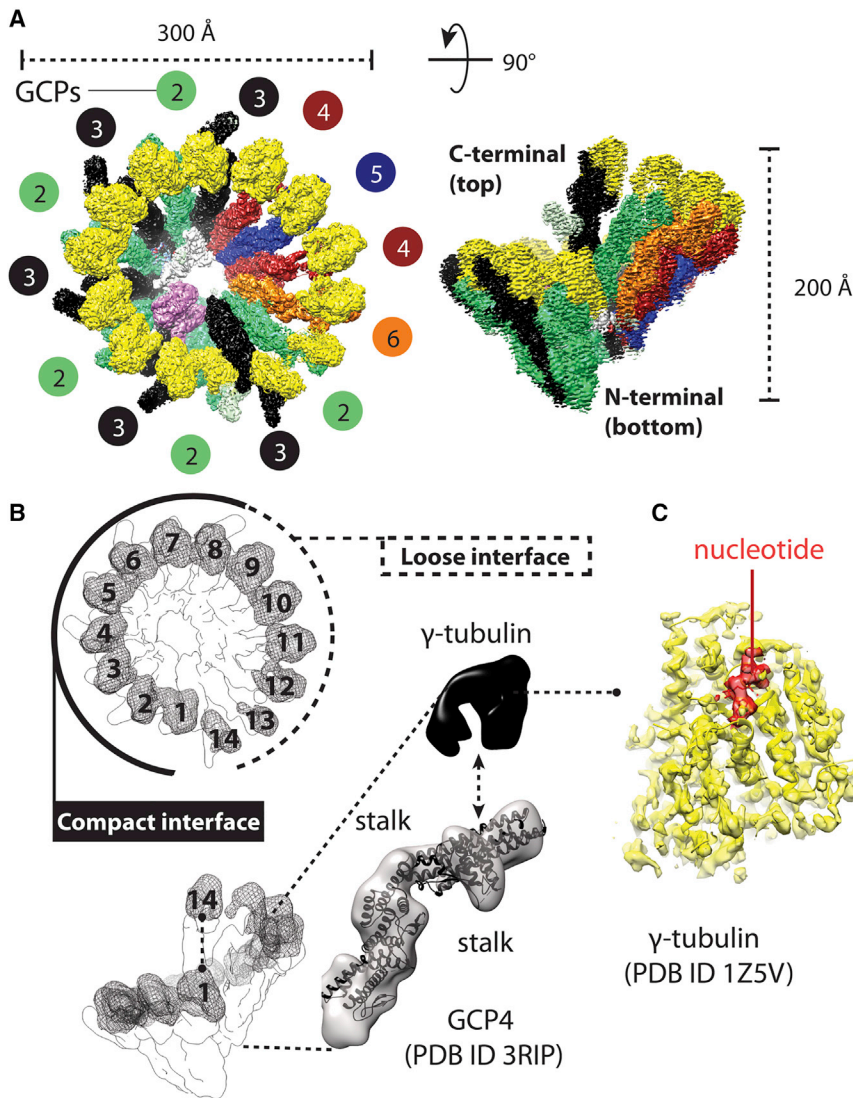 A
300 Å
90°
GCPs
2
3
4
3
5
2
4
3
6
2
2
3
3
2
C-terminal
(top)
200 Å
N-terminal
(bottom)
B
7
8
6
9
5
10
4
11
3
12
2
1
13
14
Loose interface
Compact interface
γ-tubulin
stalk
stalk
14
1
GCP4
(PDB ID 3RIP)
C
nucleotide
γ-tubulin
(PDB ID 1Z5V)